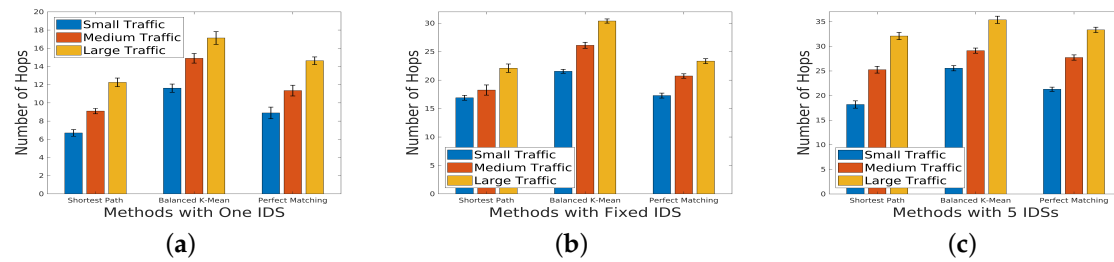 Number of Hops
20
18
16
14
12
10
8
6
4
2
0
Small Traffic
Medium Traffic
Large Traffic
Shortest Path Balanced K-Mean Perfect Matching
Methods with One IDS
(a)
Number of Hops
30
25
20
15
10
5
0
Small Traffic
Medium Traffic
Large Traffic
Shortest Path Balanced K-Mean Perfect Matching
Methods with Fixed IDS
(b)
Number of Hops
35
30
25
20
15
10
5
0
Small Traffic
Medium Traffic
Large Traffic
Shortest Path Balanced K-Mean Perfect Matching
Methods with 5 IDSs
(c)